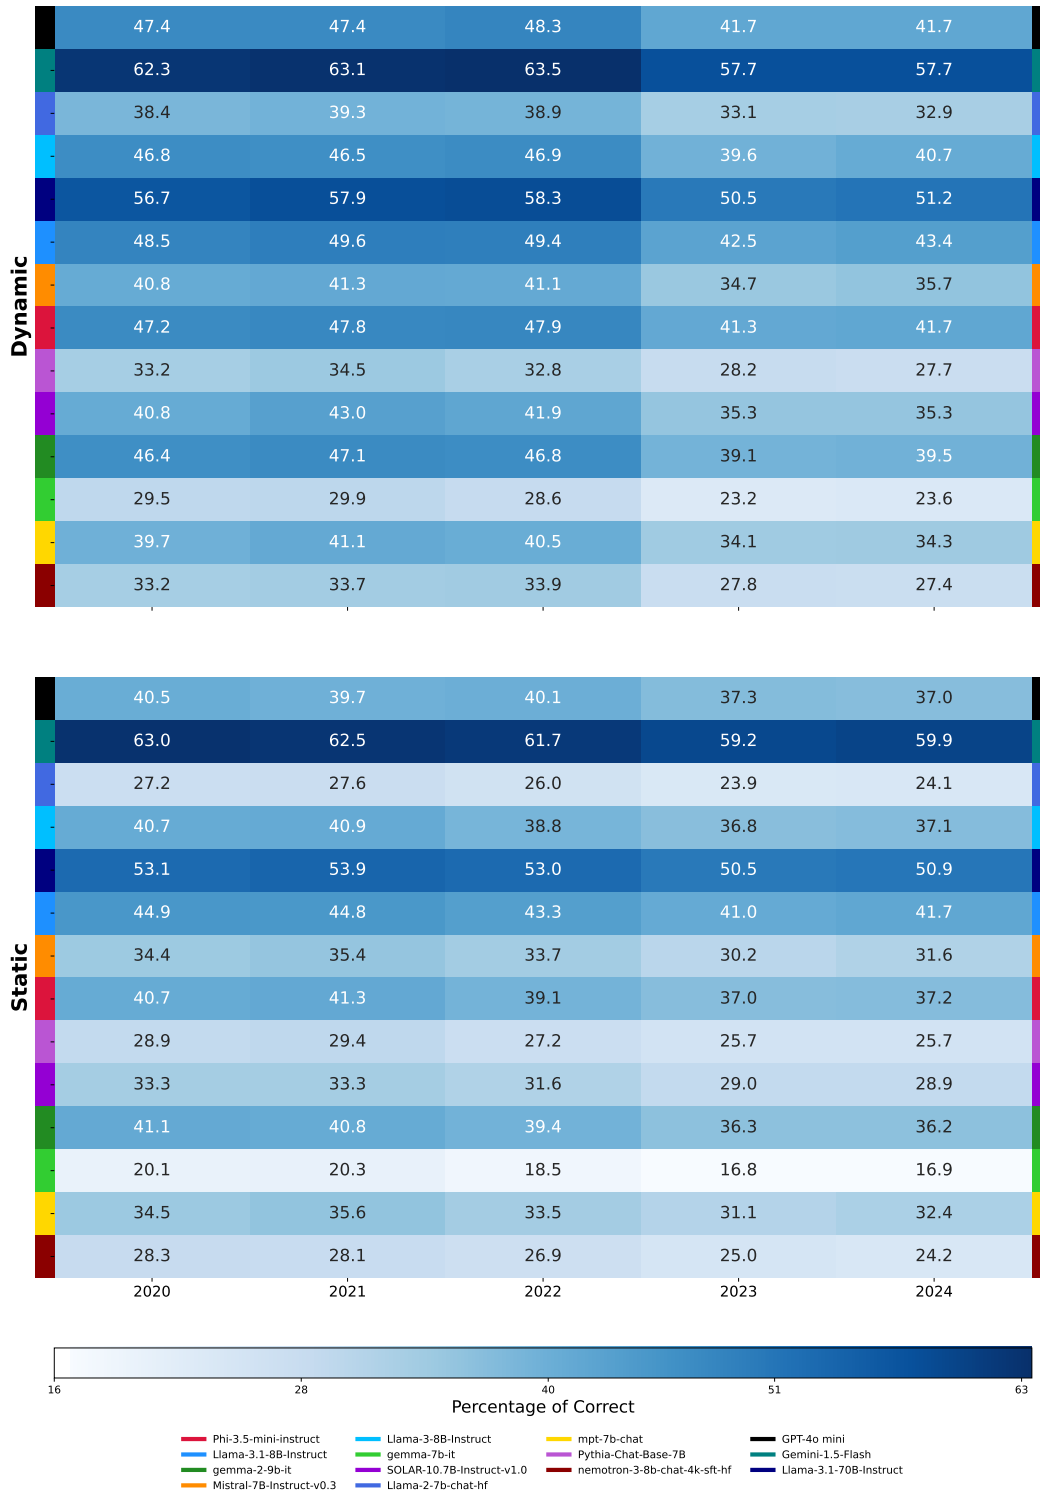 Dynamic
47.4 47.4 48.3 41.7 41.7
62.3 63.1 63.5 57.7 57.7
38.4 39.3 38.9 33.1 32.9
46.8 46.5 46.9 39.6 40.7
56.7 57.9 58.3 50.5 51.2
48.5 49.6 49.4 42.5 43.4
40.8 41.3 41.1 34.7 35.7
47.2 47.8 47.9 41.3 41.7
33.2 34.5 32.8 28.2 27.7
40.8 43.0 41.9 35.3 35.3
46.4 47.1 46.8 39.1 39.5
29.5 29.9 28.6 23.2 23.6
39.7 41.1 40.5 34.1 34.3
33.2 33.7 33.9 27.8 27.4
Static
40.5 39.7 40.1 37.3 37.0
63.0 62.5 61.7 59.2 59.9
27.2 27.6 26.0 23.9 24.1
40.7 40.9 38.8 36.8 37.1
53.1 53.9 53.0 50.5 50.9
44.9 44.8 43.3 41.0 41.7
34.4 35.4 33.7 30.2 31.6
40.7 41.3 39.1 37.0 37.2
28.9 29.4 27.2 25.7 25.7
33.3 33.3 31.6 29.0 28.9
41.1 40.8 39.4 36.3 36.2
20.1 20.3 18.5 16.8 16.9
34.5 35.6 33.5 31.1 32.4
28.3 28.1 26.9 25.0 24.2
2020 2021 2022 2023 2024
16 28 40 51 63
Percentage of Correct
Phi-3.5-mini-instruct Llama-3-8B-Instruct mpt-7b-chat GPT-4o mini
Llama-3.1-8B-Instruct gemma-7b-it Pythia-Chat-Base-7B Gemini-1.5-Flash
gemma-2-9b-it SOLAR-10.7B-Instruct-v1.0 nemotron-3-8b-chat-4k-sft-hf Llama-3.1-70B-Instruct
Mistral-7B-Instruct-v0.3 Llama-2-7b-chat-hf